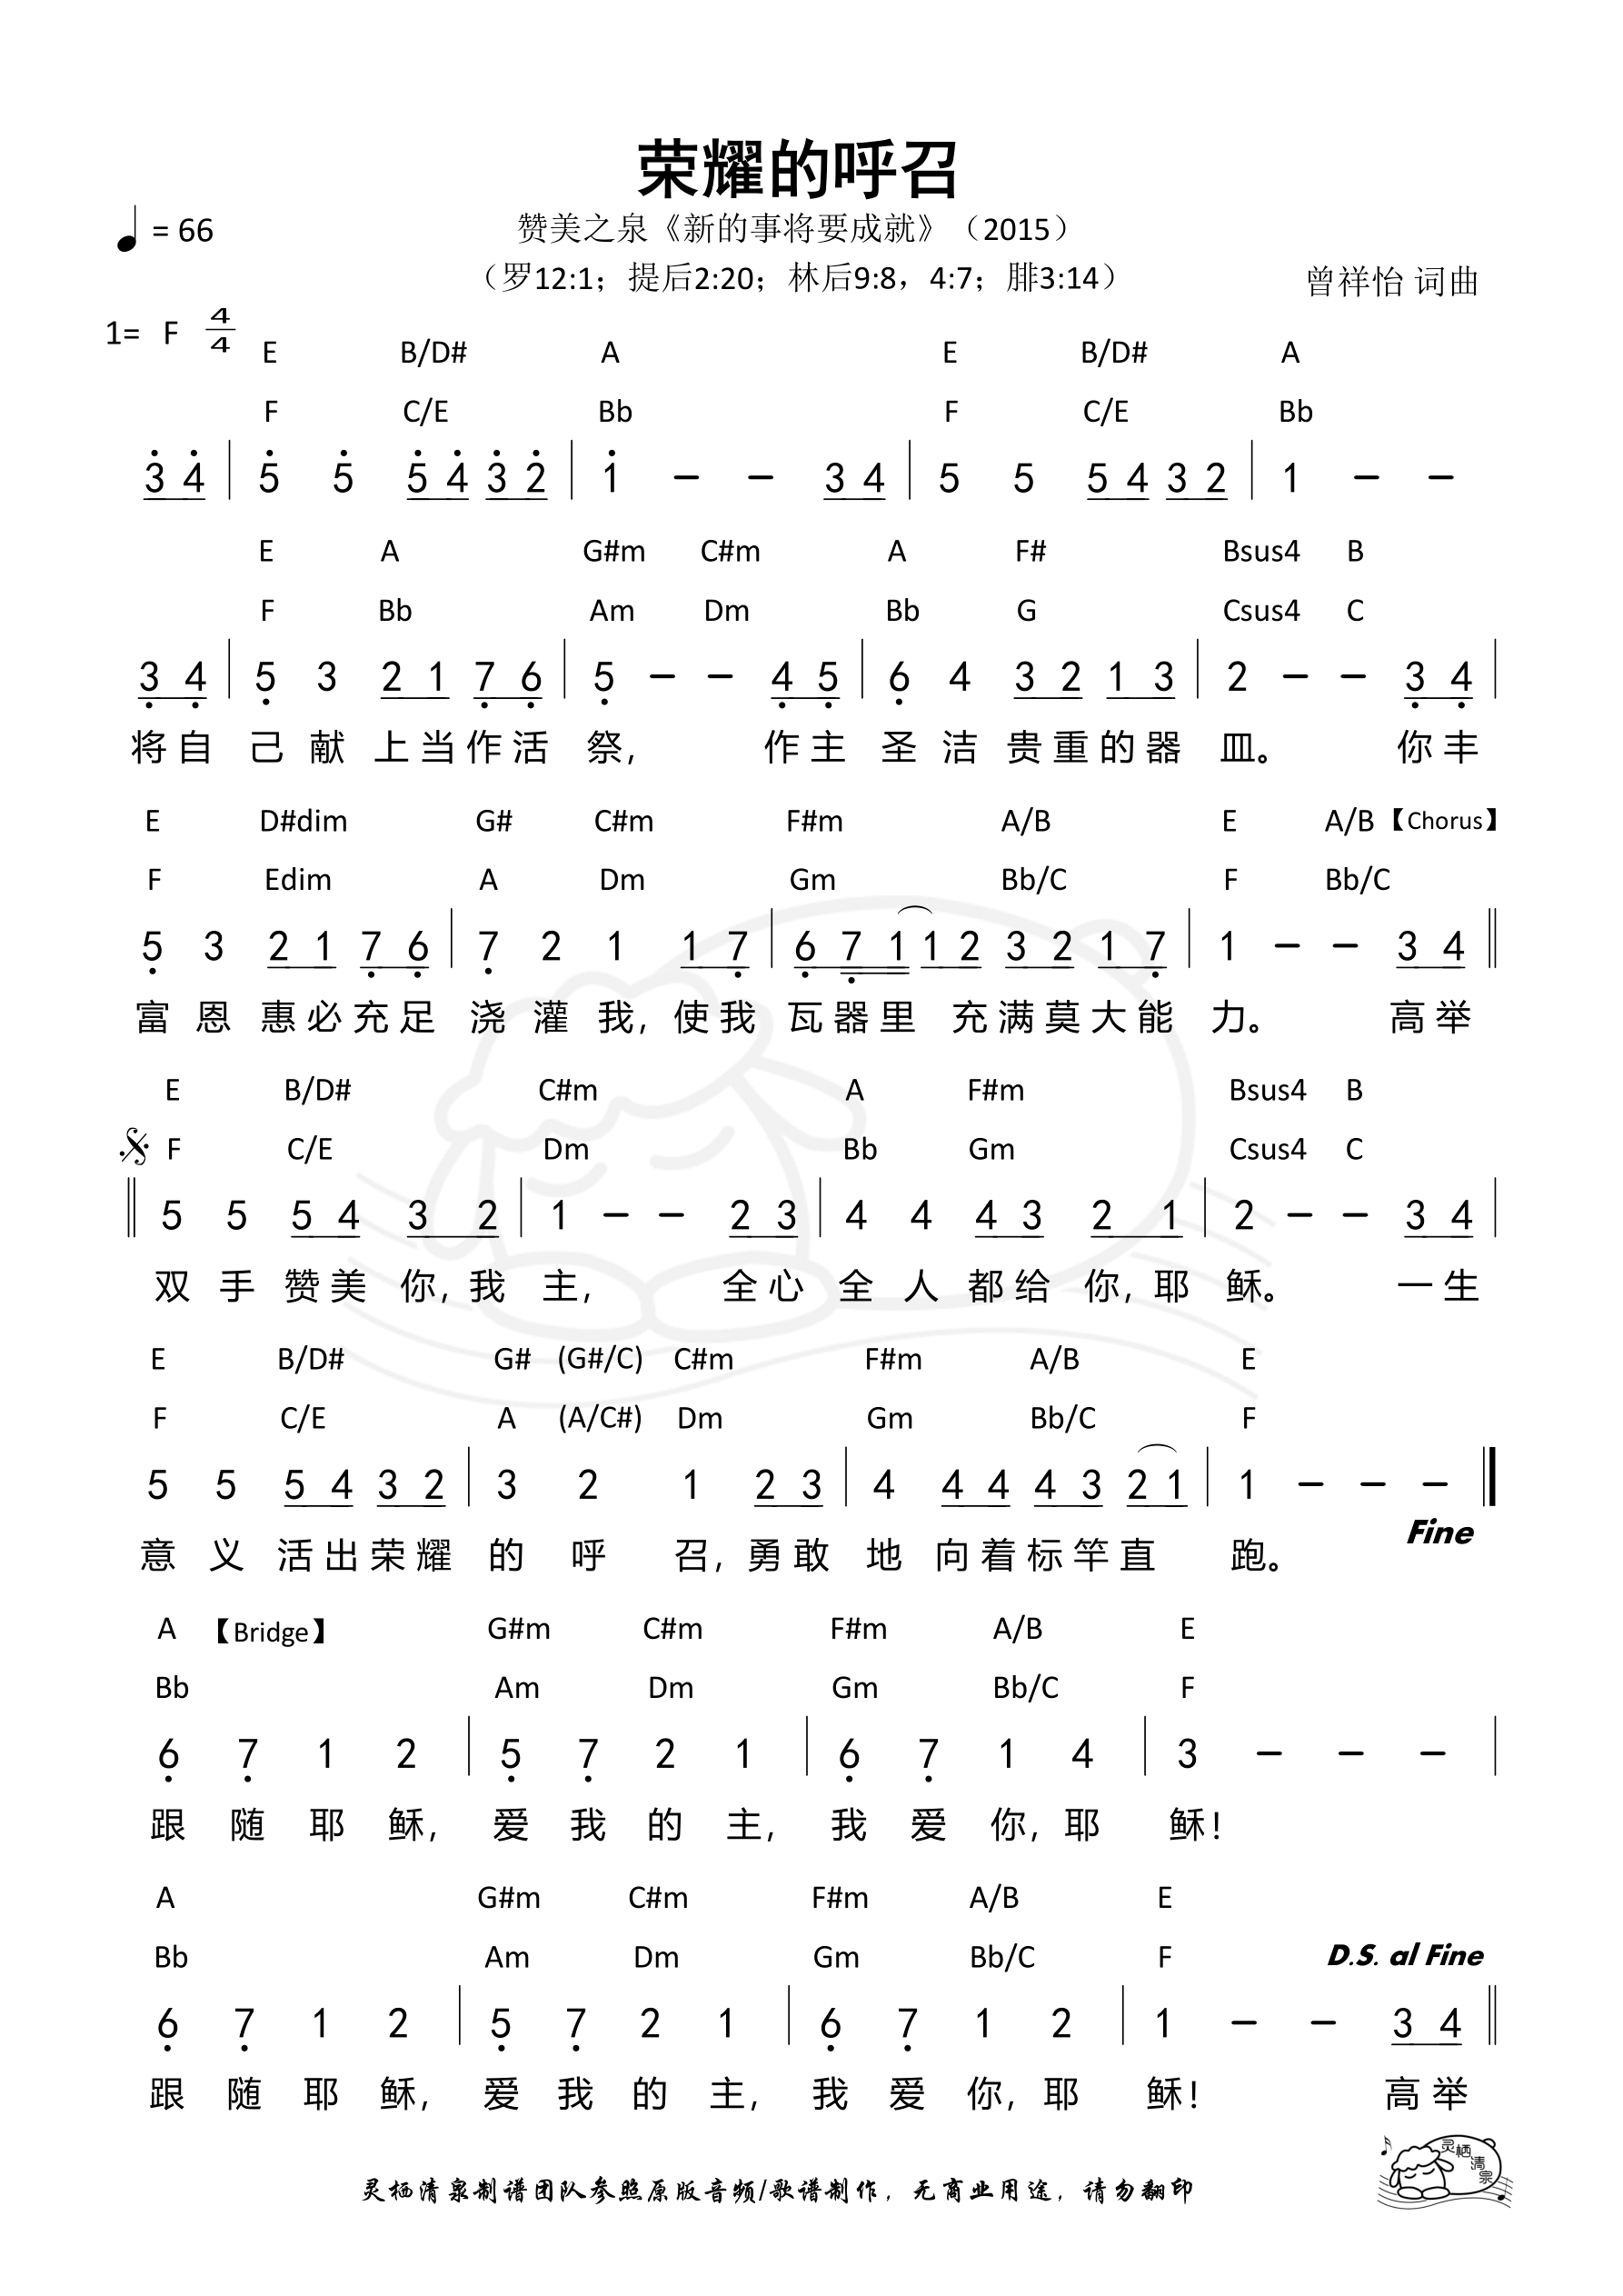 荣耀的呼召
♩ = 66
赞美之泉《新的事将要成就》（2015）
（罗12:1；提后2:20；林后9:8，4:7；腓3:14）
曾祥怡 词曲
1= F 4/4
E B/D# A E B/D# A
F C/E Bb F C/E Bb
3 4 | 5 5 5 4 3 2 | 1 – – 3 4 | 5 5 5 4 3 2 | 1 – –
E A G#m C#m A F# Bsus4 B
F Bb Am Dm Bb G Csus4 C
3 4 | 5 3 2 1 7 6 | 5 – – 4 5 | 6 4 3 2 1 3 | 2 – – 3 4 |
将自 己献上当作活 祭， 作主 圣洁贵重的器 皿。 你丰
E D#dim G# C#m F#m A/B E A/B 【Chorus】
F Edim A Dm Gm Bb/C F Bb/C
5 3 2 1 7 6 | 7 2 1 1 7 | 6 7 1 1 2 3 2 1 7 | 1 – – 3 4 ‖
富恩惠必充足 浇灌我，使我 瓦器里充满莫大能 力。 高举
E B/D# C#m A F#m Bsus4 B
F C/E Dm Bb Gm Csus4 C
‖ 5 5 5 4 3 2 | 1 – – 2 3 | 4 4 4 3 2 1 | 2 – – 3 4 |
双手赞美你，我 主， 全心 全人都给你，耶 稣。 一生
E B/D# G# (G#/C) C#m F#m A/B E
F C/E A (A/C#) Dm Gm Bb/C F
5 5 5 4 3 2 | 3 2 1 2 3 | 4 4 4 4 3 2 1 | 1 – – – ‖
Fine
意义活出荣耀 的呼召，勇敢 地向着标竿直 跑。
A 【Bridge】 G#m C#m F#m A/B E
Bb Am Dm Gm Bb/C F
6 7 1 2 | 5 7 2 1 | 6 7 1 4 | 3 – – – |
跟随耶稣， 爱我的主， 我爱你，耶 稣！
A G#m C#m F#m A/B E
Bb Am Dm Gm Bb/C F D.S. al Fine
6 7 1 2 | 5 7 2 1 | 6 7 1 2 | 1 – – 3 4 ‖
跟随耶稣， 爱我的主， 我爱你，耶 稣！ 高举
灵栖清泉
灵栖清泉制谱团队参照原版音频/歌谱制作，无商业用途，请勿翻印